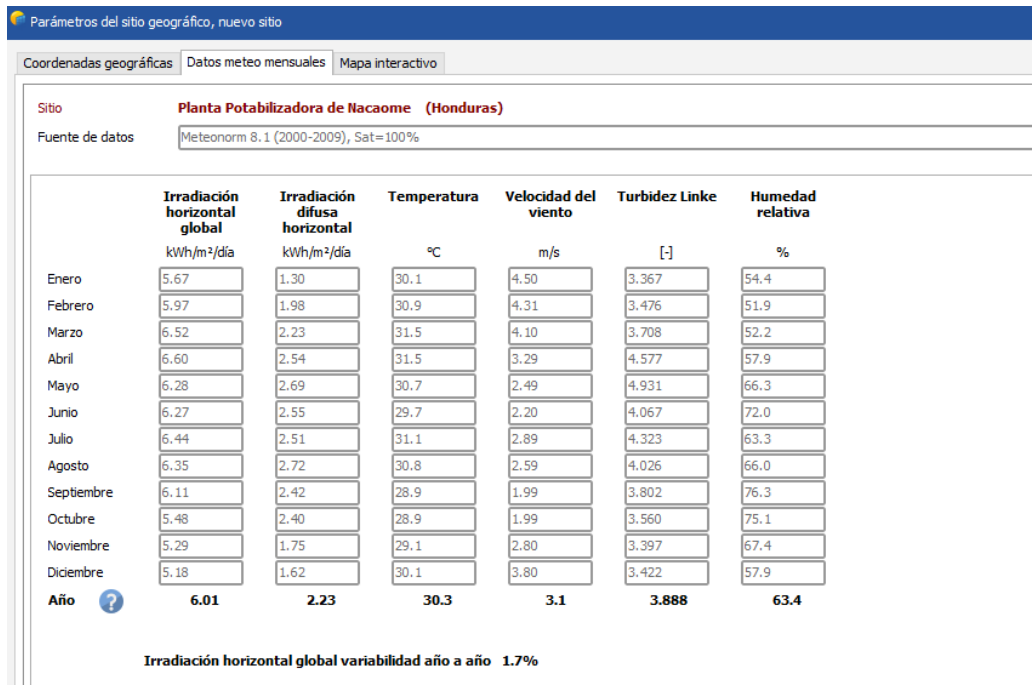 Parámetros del sitio geográfico, nuevo sitio
Coordenadas geográficas Datos meteo mensuales Mapa interactivo
Sitio Planta Potabilizadora de Nacaome (Honduras)
Fuente de datos Meteonorm 8.1 (2000-2009), Sat=100%
Irradiación horizontal global Irradiación difusa horizontal Temperatura Velocidad del viento Turbidez Linke Humedad relativa
kWh/m²/día kWh/m²/día °C m/s [-] %
Enero 5.67 1.30 30.1 4.50 3.367 54.4
Febrero 5.97 1.98 30.9 4.31 3.476 51.9
Marzo 6.52 2.23 31.5 4.10 3.708 52.2
Abril 6.60 2.54 31.5 3.29 4.577 57.9
Mayo 6.28 2.69 30.7 2.49 4.931 66.3
Junio 6.27 2.55 29.7 2.20 4.067 72.0
Julio 6.44 2.51 31.1 2.89 4.323 63.3
Agosto 6.35 2.72 30.8 2.59 4.026 66.0
Septiembre 6.11 2.42 28.9 1.99 3.802 76.3
Octubre 5.48 2.40 28.9 1.99 3.560 75.1
Noviembre 5.29 1.75 29.1 2.80 3.397 67.4
Diciembre 5.18 1.62 30.1 3.80 3.422 57.9
Año ? 6.01 2.23 30.3 3.1 3.888 63.4
Irradiación horizontal global variabilidad año a año 1.7%